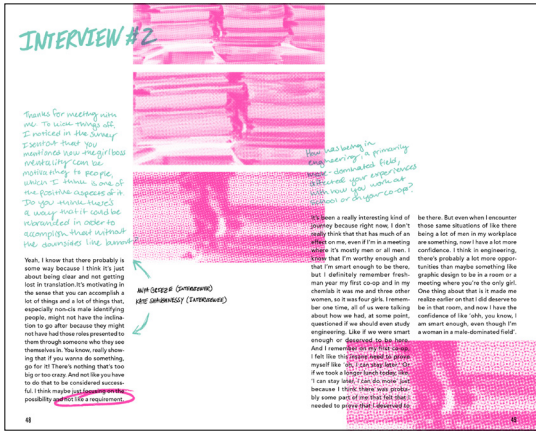 INTERVIEW #2
Thanks for meeting with
me. To kick things off,
I noticed in the survey
I sent out that you
mentioned how the girlboss
mentality can be
motivating to people,
which I think is one of
the positive aspects of it.
Do you think there's
a way that it could be
rebranded in order to
accomplish that without
the downsides like burnout?
Yeah, I know that there probably is
some way because I think it's just
about being clear and not getting
lost in translation. It's motivating in
the sense that you can accomplish a
lot of things and a lot of things that,
especially non-cis male identifying
people, might not have the inclina-
tion to go after because they might
not have had those roles presented to
them through someone who they see
themselves in. You know, really show-
ing that if you wanna do something,
go for it! There's nothing that's too
big or too crazy. And not like you have
to do that to be considered success-
ful. I think maybe just focusing on the
possibility and not like a requirement.
(INTERVIEWER)
KATE SHAUGHNESSY (INTERVIEWEE)
How has being in
engineering, a primarily
male-dominated field,
affected your experiences
with how you work at
school or on your co-op?
It's been a really interesting kind of
journey because right now, I don't
really think that that has much of an
effect on me, even if I'm in a meeting
where it's mostly men or all men. I
know that I'm worthy enough and
that I'm smart enough to be there,
but I definitely remember fresh-
man year my first co-op and in my
chemlab it was me and three other
women, so it was four girls. I remem-
ber one time, all of us were talking
about how we had, at some point,
questioned if we should even study
engineering. Like if we were smart
enough or deserved to be here.
And I remember on my first co-op,
I felt like this insane need to prove
myself like 'oh, I can stay later.' Or
if we took a longer lunch today, like,
'I can stay later, I can do more' just
because I think there was proba-
bly some part of me that felt that I
needed to prove that I deserved to
be there. But even when I encounter
those same situations of like there
being a lot of men in my workplace
are something, now I have a lot more
confidence. I think in engineering,
there's probably a lot more oppor-
tunities than maybe something like
graphic design to be in a room or a
meeting where you're the only girl.
One thing about that is it made me
realize earlier on that I did deserve to
be in that room, and now I have the
confidence of like 'ohh, you know, I
am smart enough, even though I'm
a woman in a male-dominated field'.
48
49